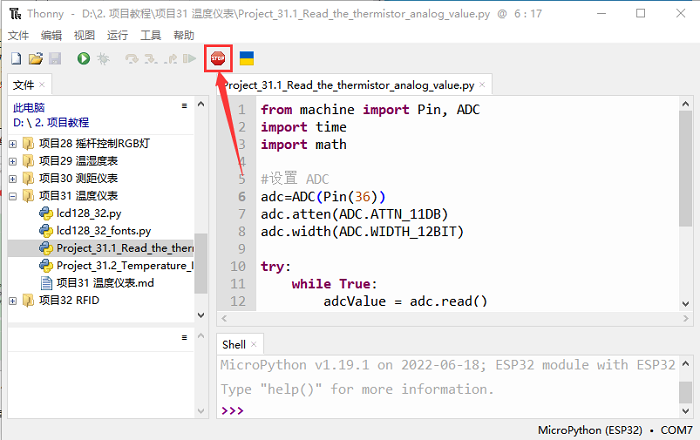 Thonny - D:\2. 项目教程\项目31 温度仪表\Project_31.1_Read_the_thermistor_analog_value.py @ 6 : 17
文件 编辑 视图 运行 工具 帮助
STOP
文件
此电脑
D: \ 2. 项目教程
项目28 摇杆控制RGB灯
项目29 温湿度表
项目30 测距仪表
项目31 温度仪表
lcd128_32.py
lcd128_32_fonts.py
Project_31.1_Read_the_therr
Project_31.2_Temperature_I
项目31 温度仪表.md
项目32 RFID
Project_31.1_Read_the_thermistor_analog_value.py
1 from machine import Pin, ADC
2 import time
3 import math
4
5 #设置 ADC
6 adc=ADC(Pin(36))
7 adc.atten(ADC.ATTN_11DB)
8 adc.width(ADC.WIDTH_12BIT)
9
10 try:
11 while True:
12 adcValue = adc.read()
Shell
MicroPython v1.19.1 on 2022-06-18; ESP32 module with ESP32
Type "help()" for more information.
>>>
MicroPython (ESP32) • COM7